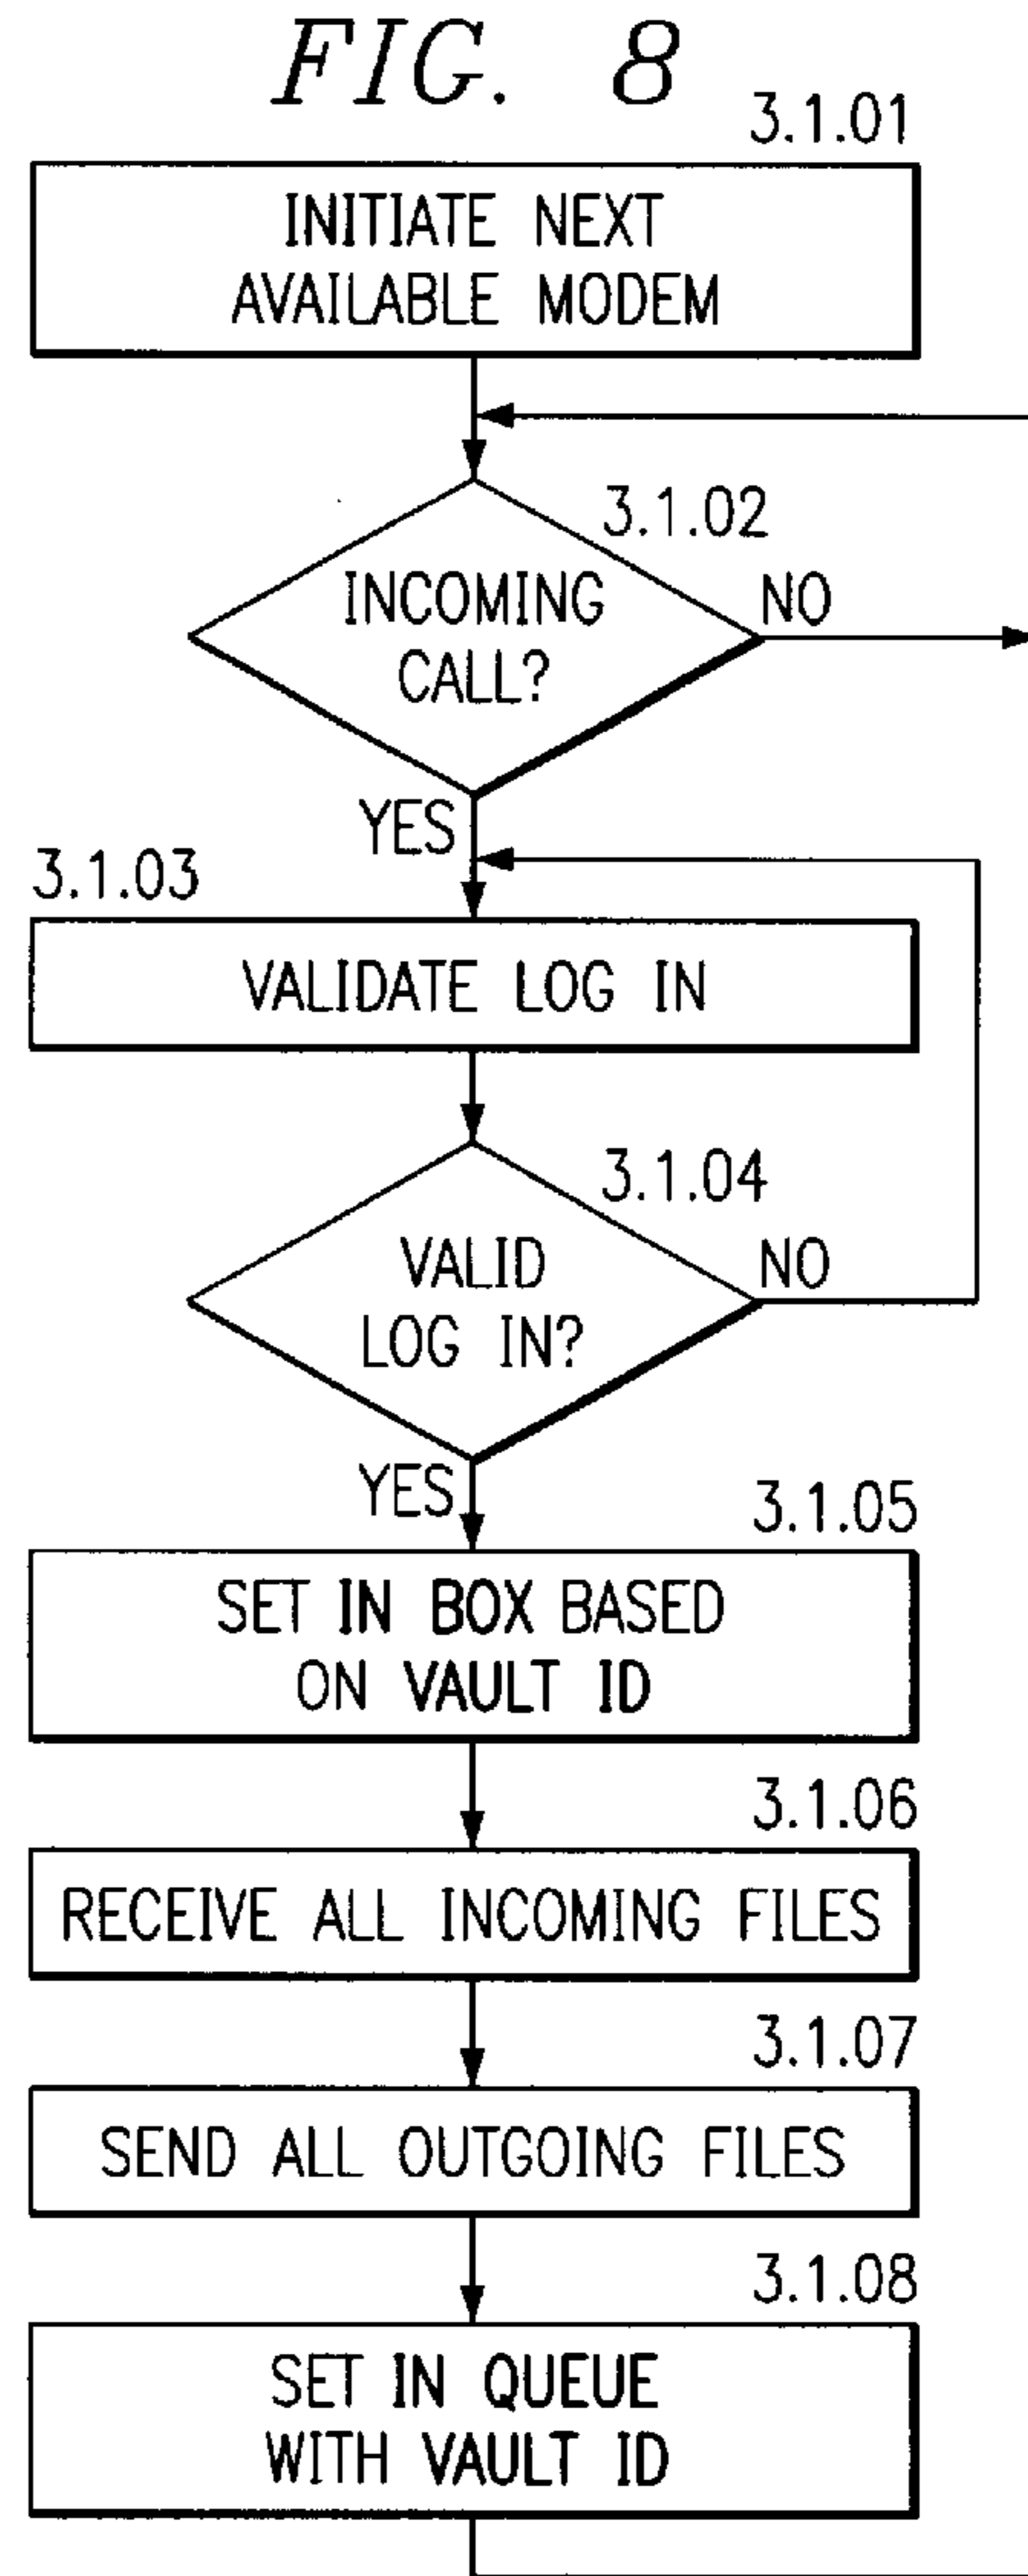 FIG. 8
3.1.01
INITIATE NEXT
AVAILABLE MODEM
3.1.02
INCOMING
CALL?
NO
YES
3.1.03
VALIDATE LOG IN
3.1.04
VALID
LOG IN?
NO
YES
3.1.05
SET IN BOX BASED
ON VAULT ID
3.1.06
RECEIVE ALL INCOMING FILES
3.1.07
SEND ALL OUTGOING FILES
3.1.08
SET IN QUEUE
WITH VAULT ID